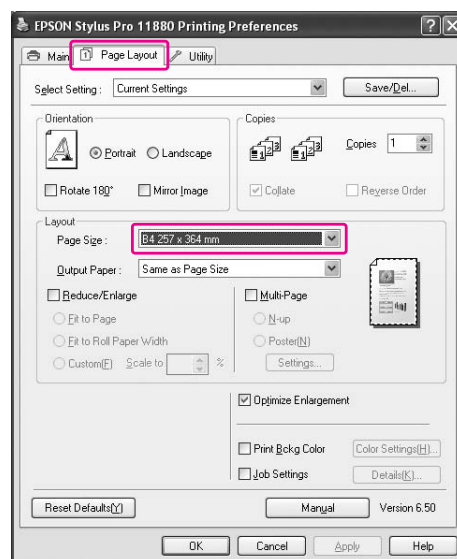 EPSON Stylus Pro 11880 Printing Preferences
Main Page Layout Utility
Select Setting : Current Settings Save/Del...
Orientation Copies
Portrait Landscape Copies 1
Rotate 180° Mirror Image Collate Reverse Order
Layout
Page Size : B4 257 x 364 mm
Output Paper : Same as Page Size
Reduce/Enlarge Multi-Page
Fit to Page N-up
Fit to Roll Paper Width Poster(N)
Custom(F) Scale to % Settings...
Optimize Enlargement
Print Bckg Color Color Settings(H)...
Job Settings Details(K)...
Reset Defaults(Y) Manual Version 6.50
OK Cancel Apply Help